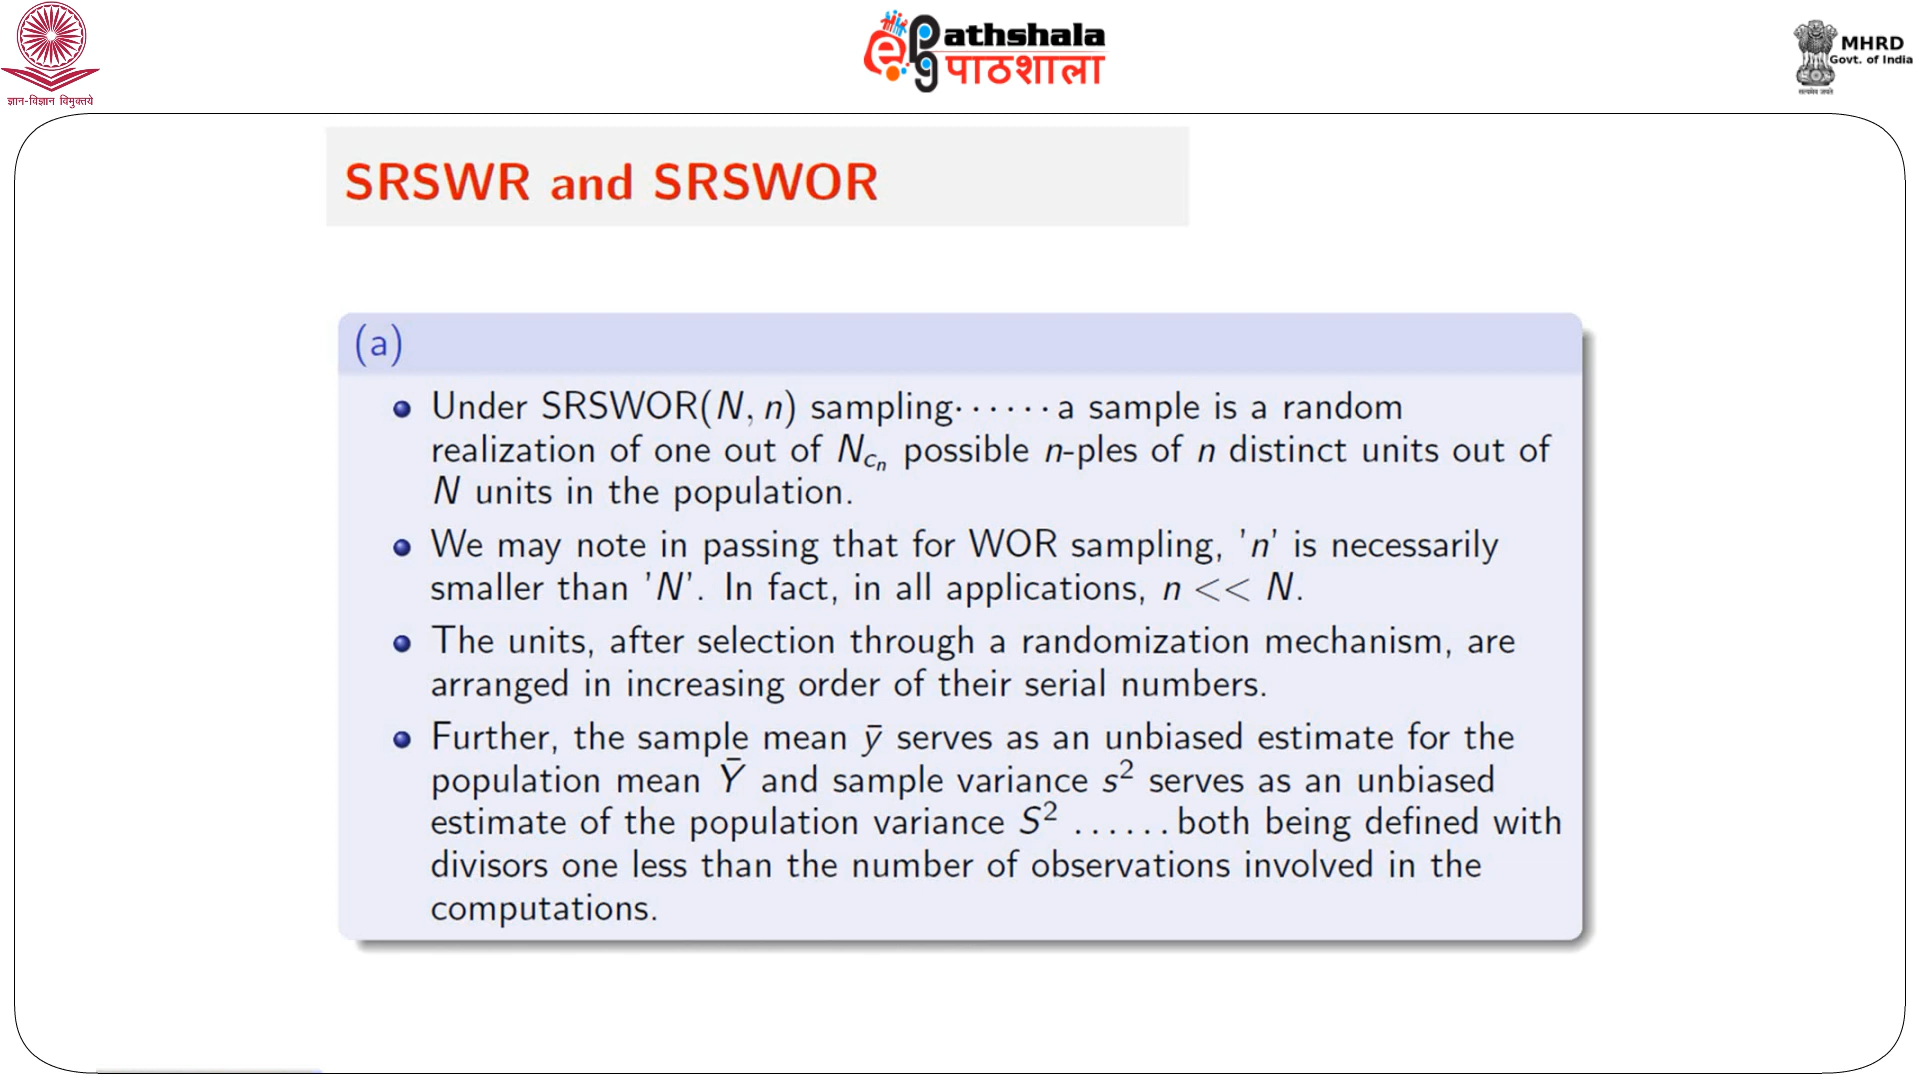 ज्ञान-विज्ञान विमुक्तये
e PG athshala
पाठशाला
MHRD
Govt. of India
सत्यमेव जयते
SRSWR and SRSWOR
(a)
Under SRSWOR(N, n) sampling· · · · · · a sample is a random
realization of one out of N_{c_n} possible n-ples of n distinct units out of
N units in the population.
We may note in passing that for WOR sampling, ’n’ is necessarily
smaller than ’N’. In fact, in all applications, n << N.
The units, after selection through a randomization mechanism, are
arranged in increasing order of their serial numbers.
Further, the sample mean ȳ serves as an unbiased estimate for the
population mean Ȳ and sample variance s² serves as an unbiased
estimate of the population variance S² . . . . . . both being defined with
divisors one less than the number of observations involved in the
computations.